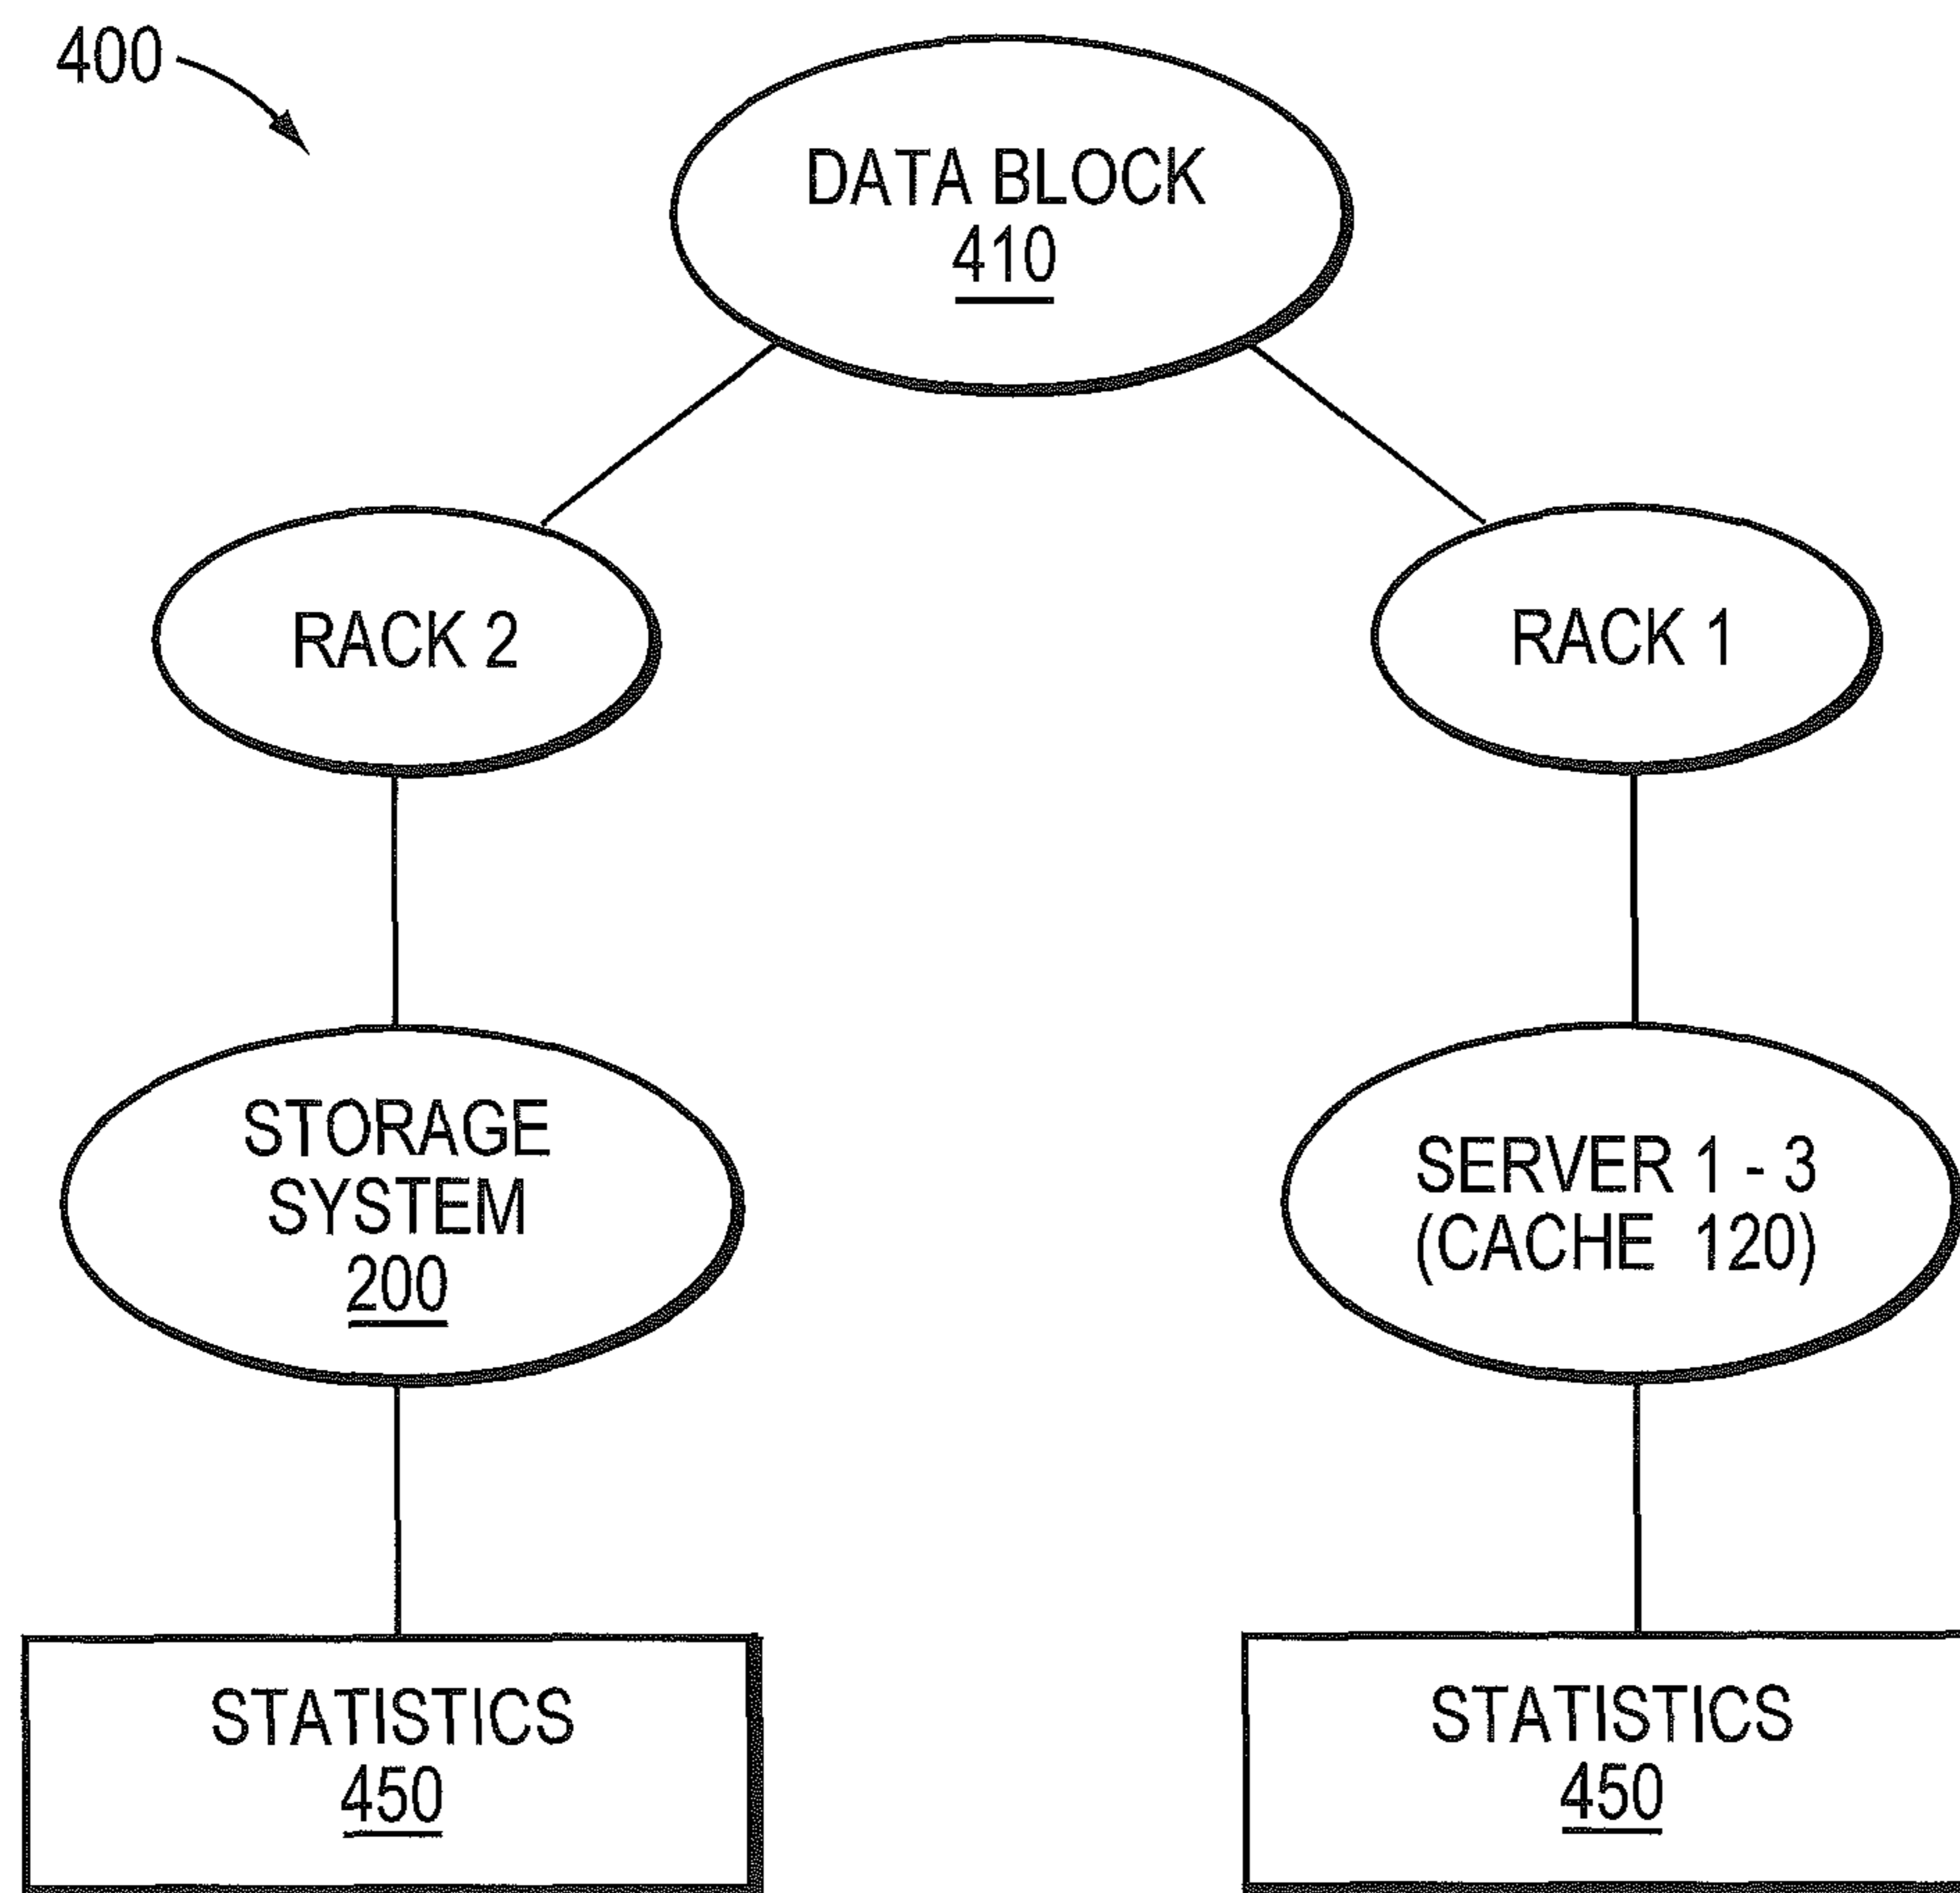 400
DATA BLOCK
410
RACK 2
RACK 1
STORAGE
SYSTEM
200
SERVER 1 - 3
(CACHE 120)
STATISTICS
450
STATISTICS
450